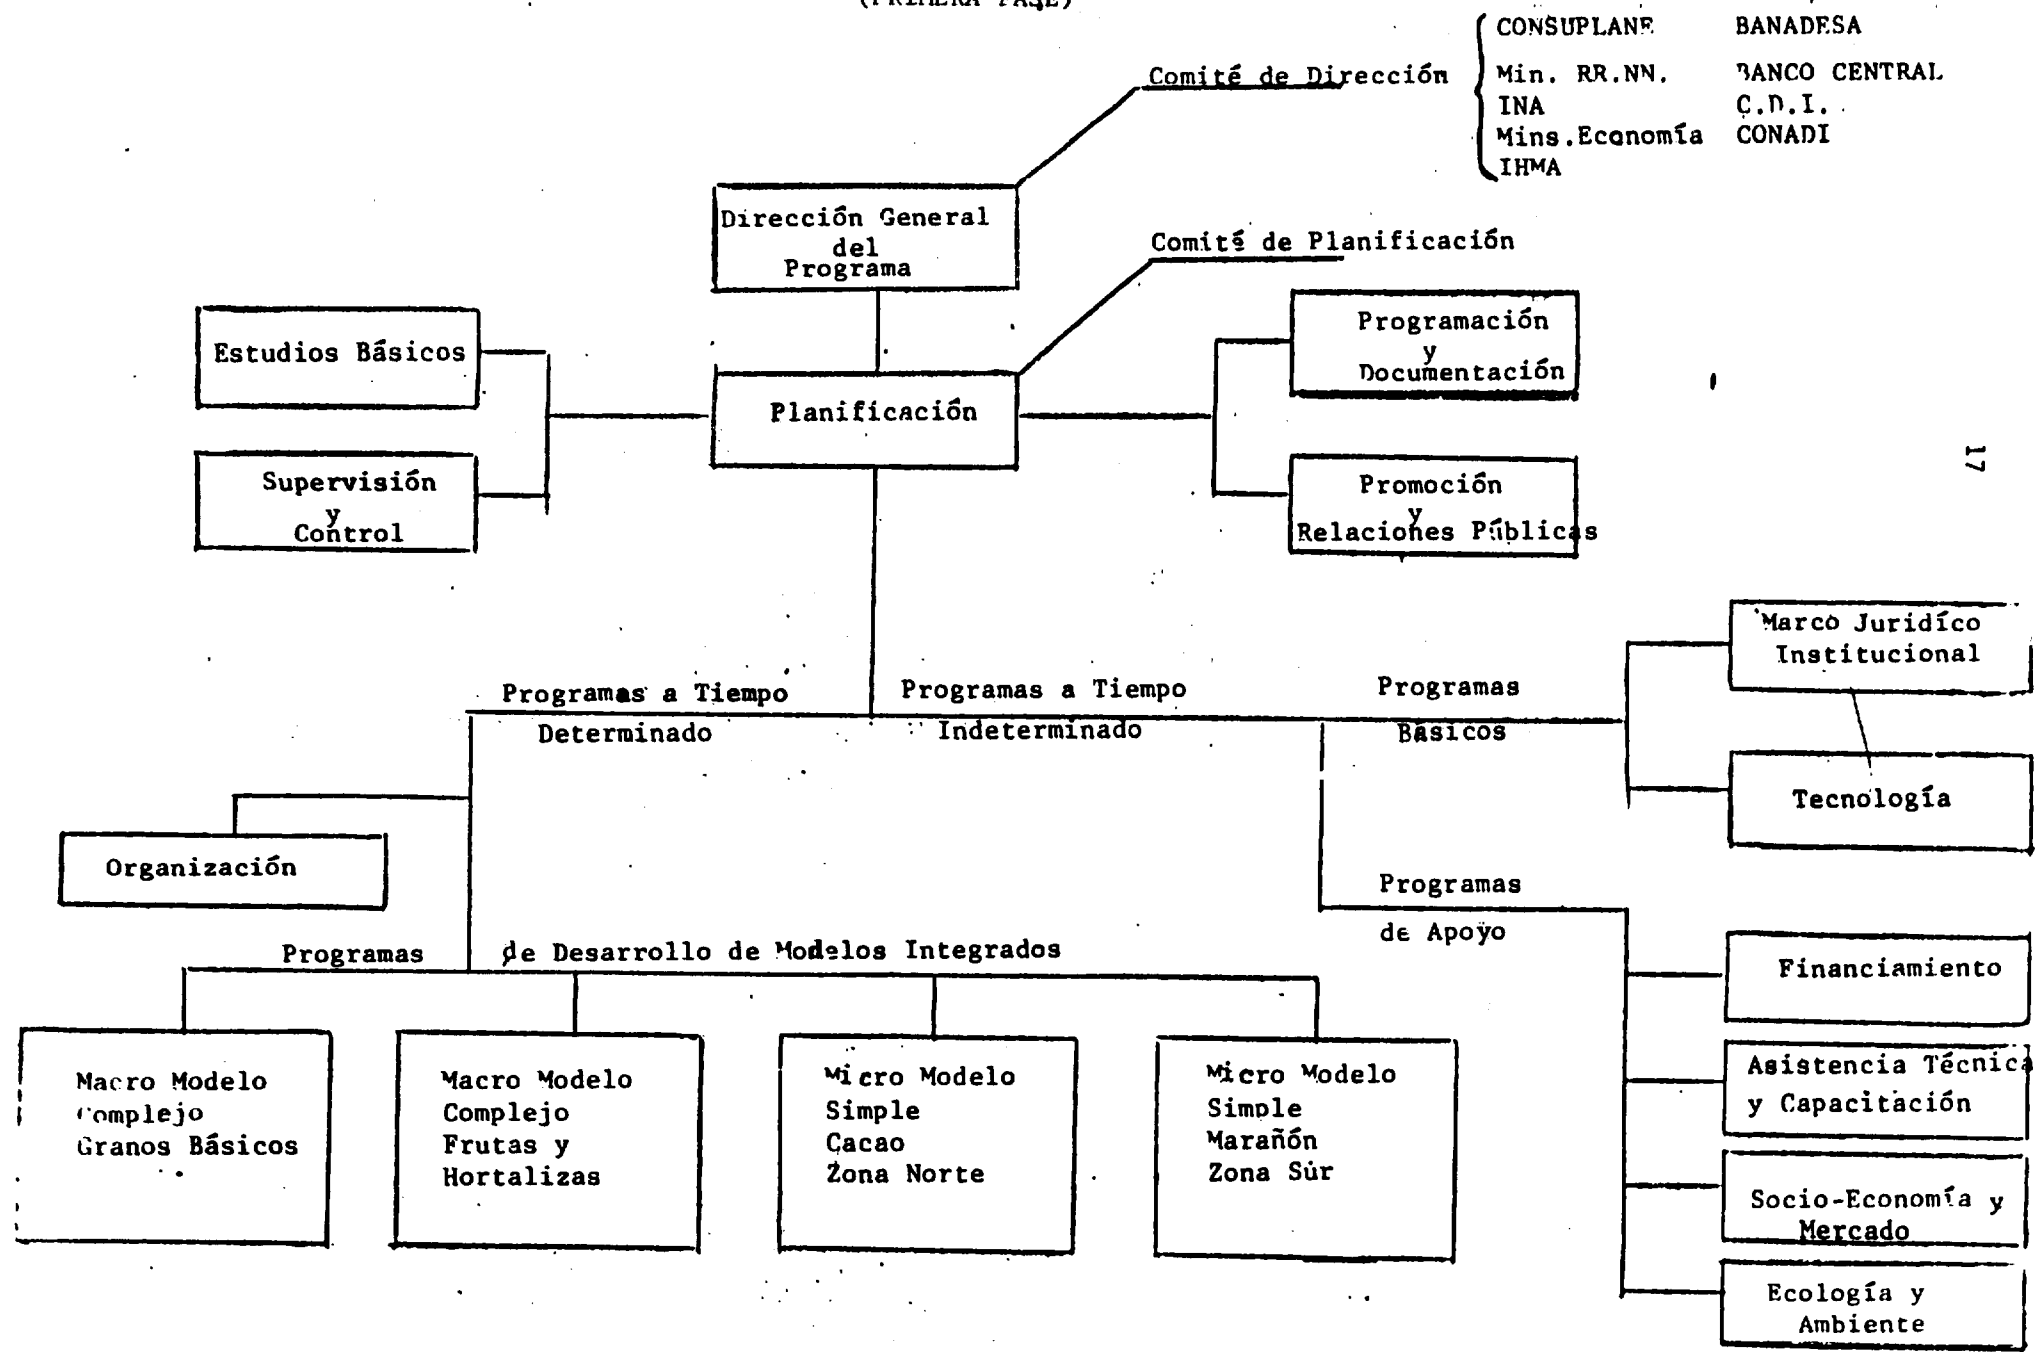 (PRIMERA FASE)
CONSUPLANE BANADESA
Comité de Dirección
Min. RR.NN. BANCO CENTRAL
INA C.D.I.
Mins.Economía CONADI
IHMA
Dirección General
del
Programa
Comité de Planificación
Estudios Básicos
Programación
y
Documentación
Planificación
Supervisión
y
Control
Promoción
y
Relaciones Públicas
17
Marco Juridíco
Institucional
Programas a Tiempo
Determinado
Programas a Tiempo
Indeterminado
Programas
Básicos
Tecnología
Organización
Programas
de Apoyo
Programas de Desarrollo de Modelos Integrados
Financiamiento
Macro Modelo
Complejo
Granos Básicos
Macro Modelo
Complejo
Frutas y
Hortalizas
Micro Modelo
Simple
Cacao
Zona Norte
Micro Modelo
Simple
Marañón
Zona Sur
Asistencia Técnica
y Capacitación
Socio-Economía y
Mercado
Ecología y
Ambiente